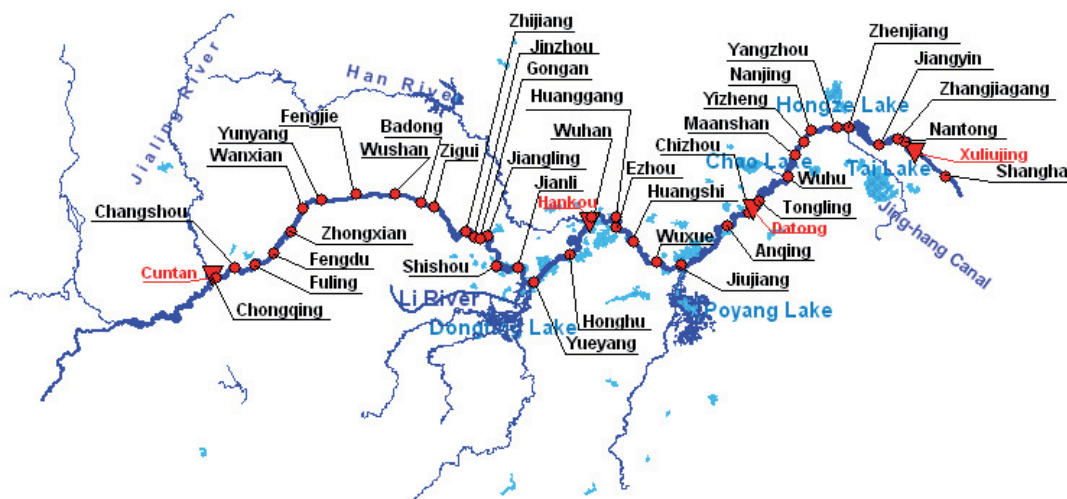 Zhijiang
Jinzhou
Gongan
Huanggang
Wuhan
Zhenjiang
Yangzhou
Jiangyin
Nanjing
Zhangjiagang
Yizheng
Hongze Lake
Nantong
Maanshan
Xuliujing
Chizhou
Chao Lake
Tai Lake
Shangha
Wuhu
Tongling
Datong
Anqing
Jing-hang Canal
Jialing River
Han River
Fengjie
Badong
Yunyang
Wushan
Wanxian
Zigui
Jiangling
Jianli
Ezhou
Hankou
Huangshi
Changshou
Zhongxian
Wuxue
Fengdu
Shishou
Cuntan
Fuling
Jiujiang
Chongqing
Li River
Poyang Lake
Dongting Lake
Honghu
Yueyang